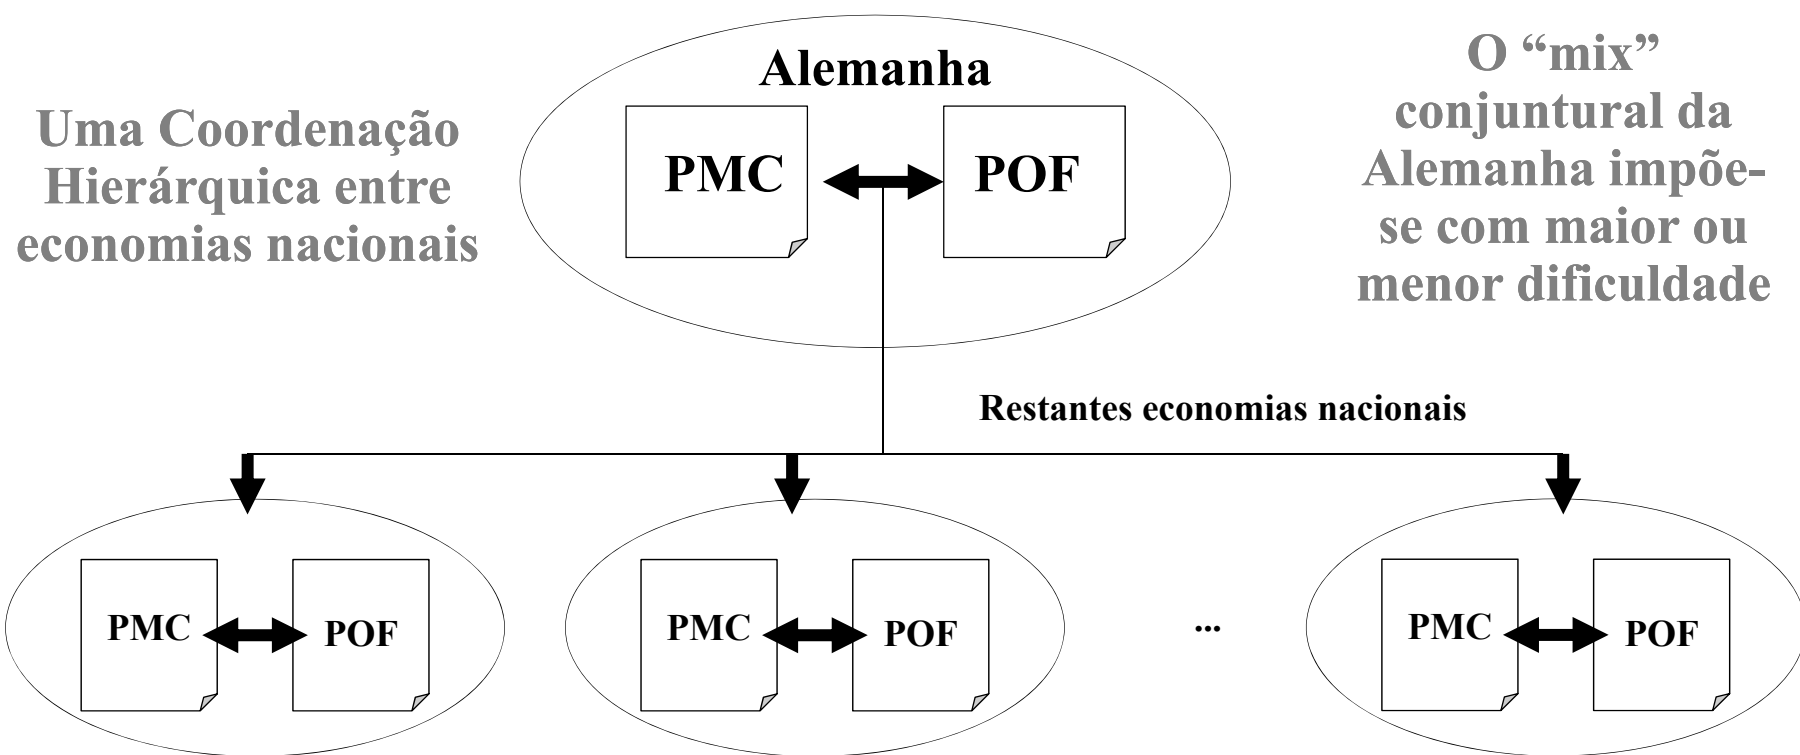 Uma Coordenação
Hierárquica entre
economias nacionais
Alemanha
PMC
POF
O “mix”
conjuntural da
Alemanha impõe-
se com maior ou
menor dificuldade
Restantes economias nacionais
PMC
POF
PMC
POF
...
PMC
POF